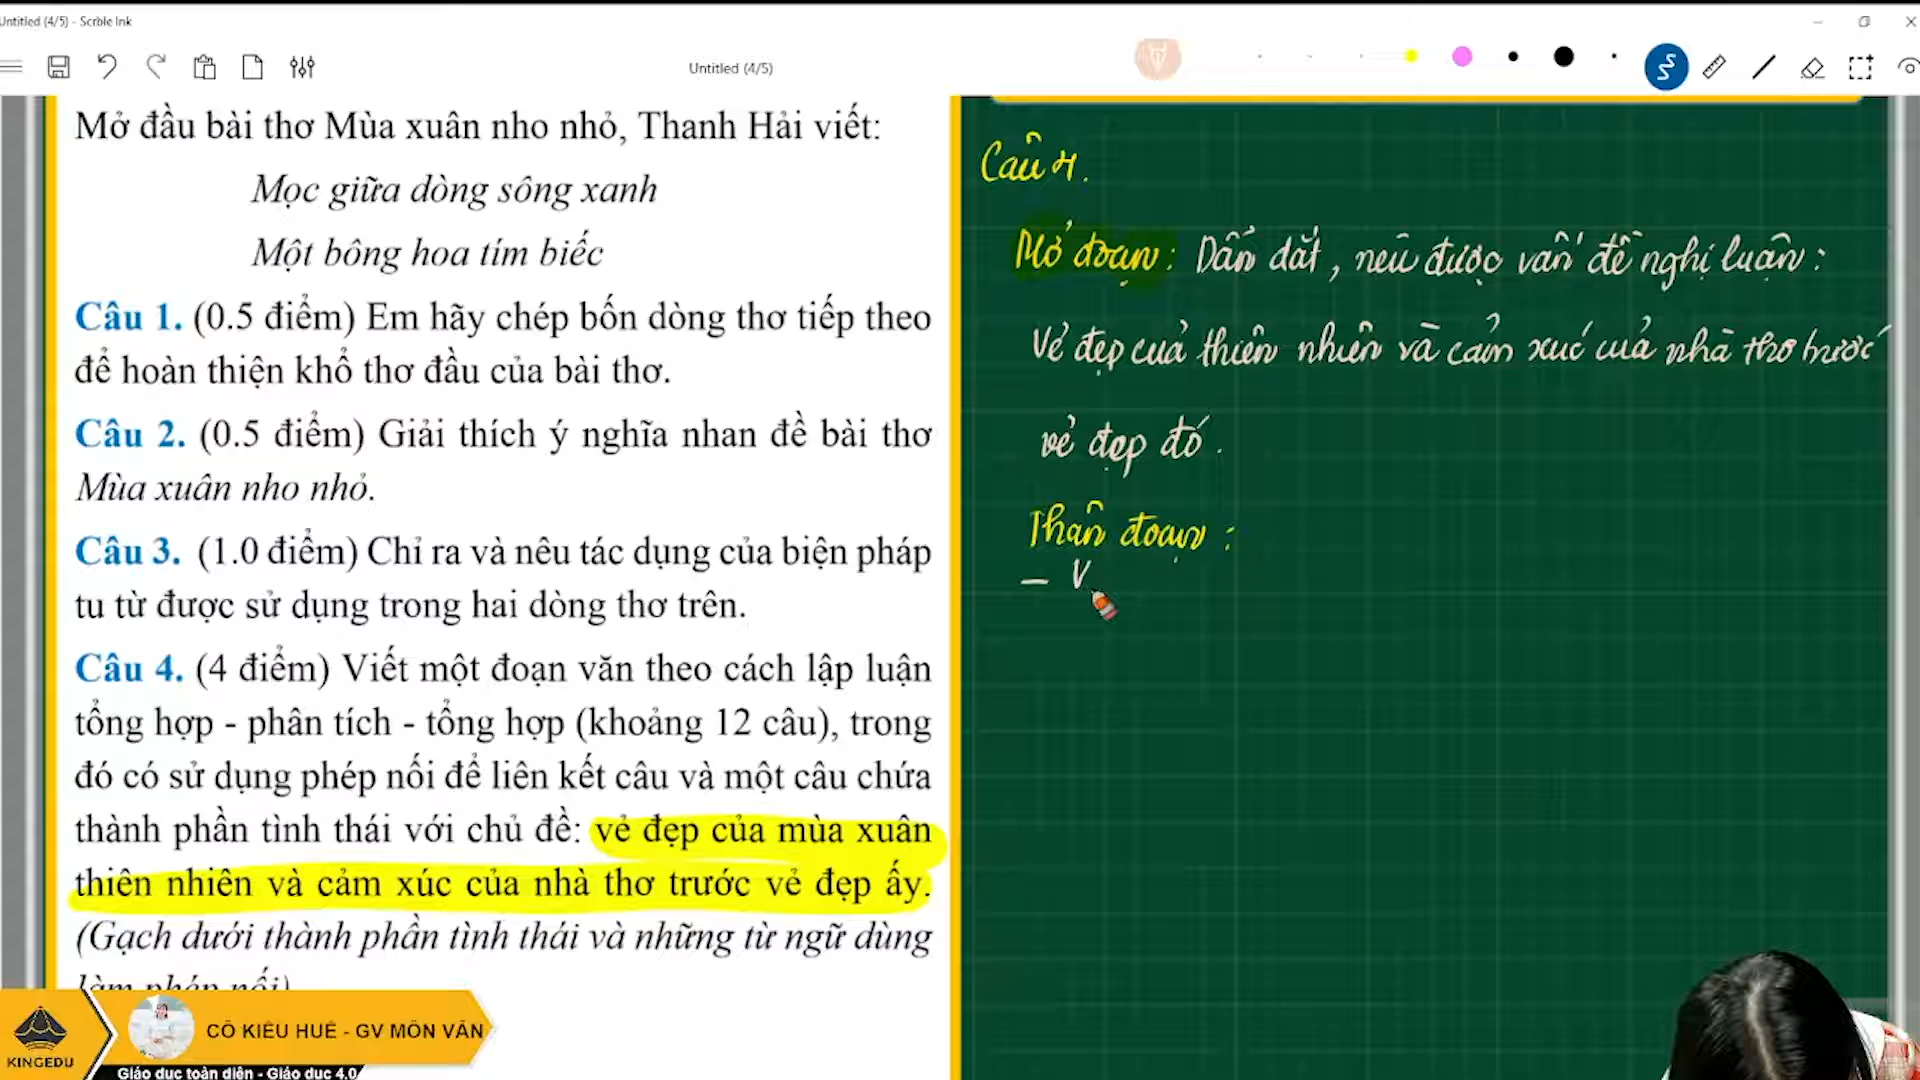 Untitled (4/5) - Scrble Ink
Untitled (4/5)
Mở đầu bài thơ Mùa xuân nho nhỏ, Thanh Hải viết:
Mọc giữa dòng sông xanh
Một bông hoa tím biếc
Câu 1. (0.5 điểm) Em hãy chép bốn dòng thơ tiếp theo
để hoàn thiện khổ thơ đầu của bài thơ.
Câu 2. (0.5 điểm) Giải thích ý nghĩa nhan đề bài thơ
Mùa xuân nho nhỏ.
Câu 3. (1.0 điểm) Chỉ ra và nêu tác dụng của biện pháp
tu từ được sử dụng trong hai dòng thơ trên.
Câu 4. (4 điểm) Viết một đoạn văn theo cách lập luận
tổng hợp - phân tích - tổng hợp (khoảng 12 câu), trong
đó có sử dụng phép nối để liên kết câu và một câu chứa
thành phần tình thái với chủ đề: vẻ đẹp của mùa xuân
thiên nhiên và cảm xúc của nhà thơ trước vẻ đẹp ấy.
(Gạch dưới thành phần tình thái và những từ ngữ dùng
làm phép nối)
CÔ KIỀU HUÊ - GV MÔN VĂN
KINGEDU
Giáo dục toàn diện - Giáo dục 4.0
Câu 4.
Mở đoạn: Dẫn dắt, nêu được vấn đề nghị luận:
Vẻ đẹp của thiên nhiên và cảm xúc của nhà thơ trước
vẻ đẹp đó.
Thân đoạn:
- V